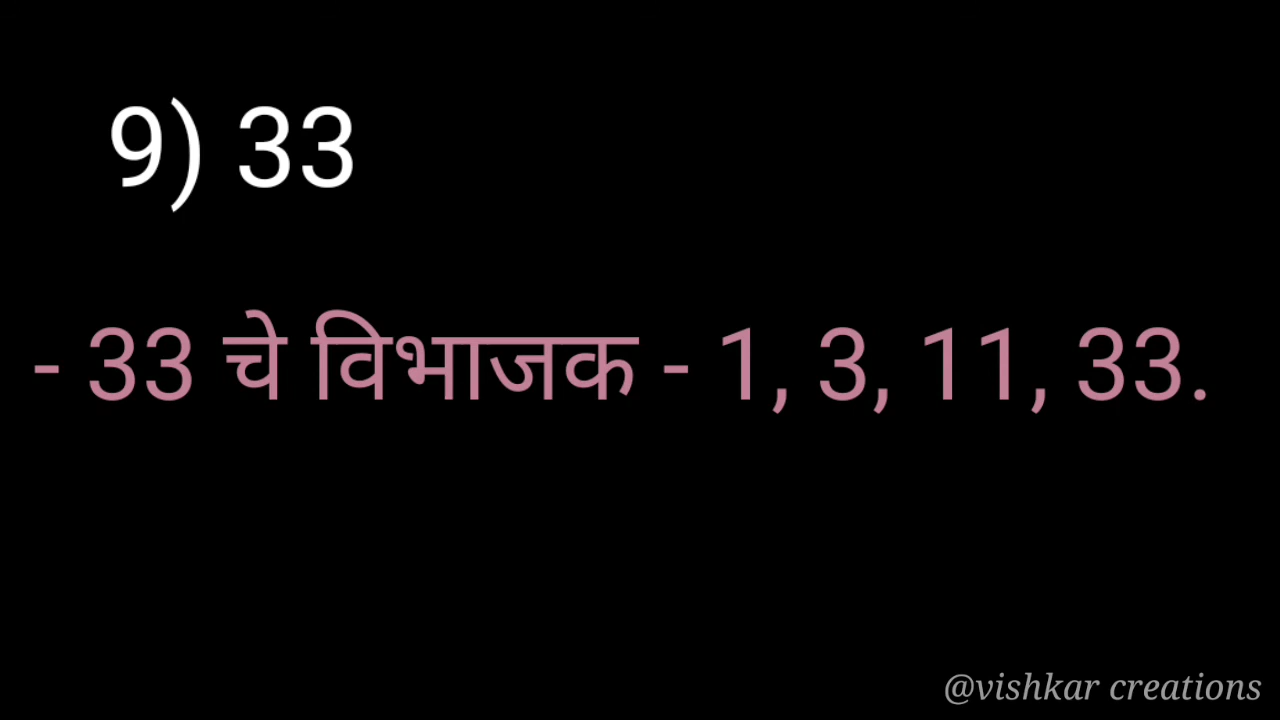 9) 33
- 33 चे विभाजक - 1, 3, 11, 33.
@vishkar creations